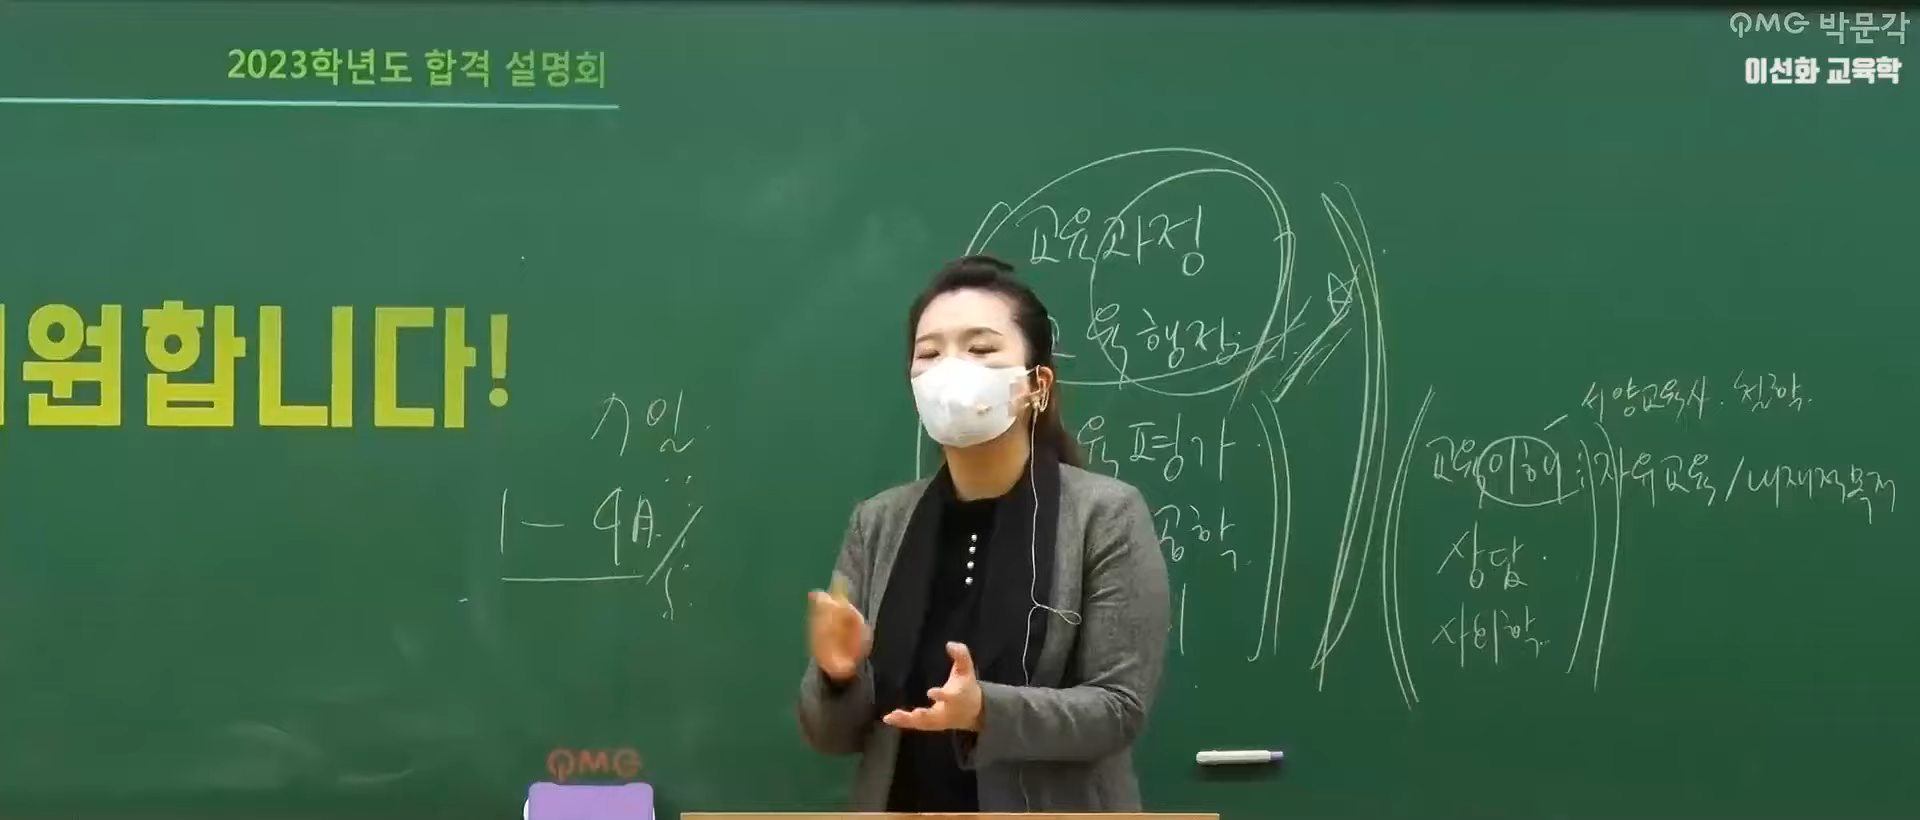 2023학년도 합격 설명회
PMG 박문각
이선화 교육학
원합니다!
교육과정
육행정
7일
1-4月
육평가
공학
서양교육사. 철학.
교육이해: 자유교육/내재적목적
상담.
사회학.
PMG